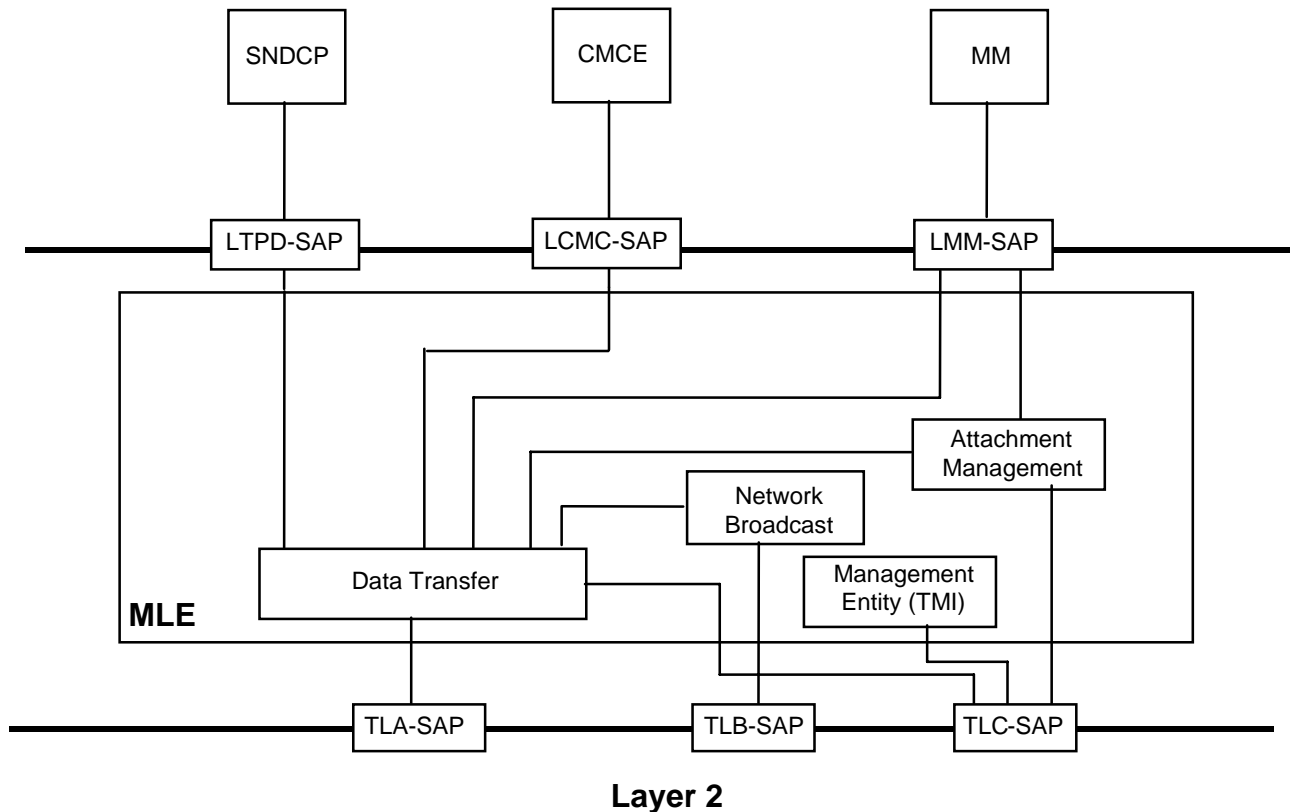 SNDCP
CMCE
MM
LTPD-SAP
LCMC-SAP
LMM-SAP
Attachment
Management
Network
Broadcast
Data Transfer
Management
Entity (TMI)
MLE
TLA-SAP
TLB-SAP
TLC-SAP
Layer 2